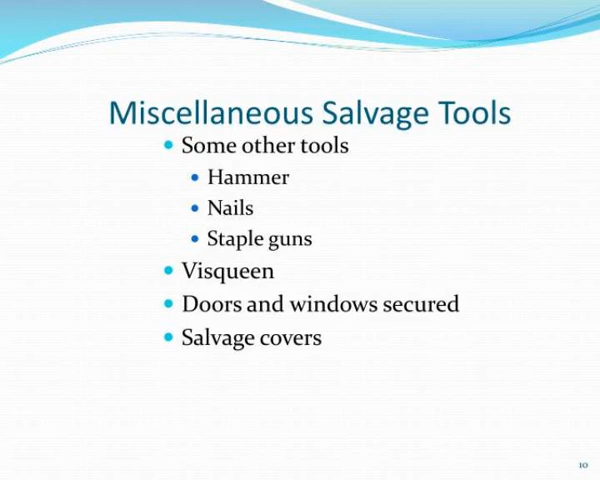 Miscellaneous Salvage Tools
• Some other tools
• Hammer
• Nails
• Staple guns
• Visqueen
• Doors and windows secured
• Salvage covers
10